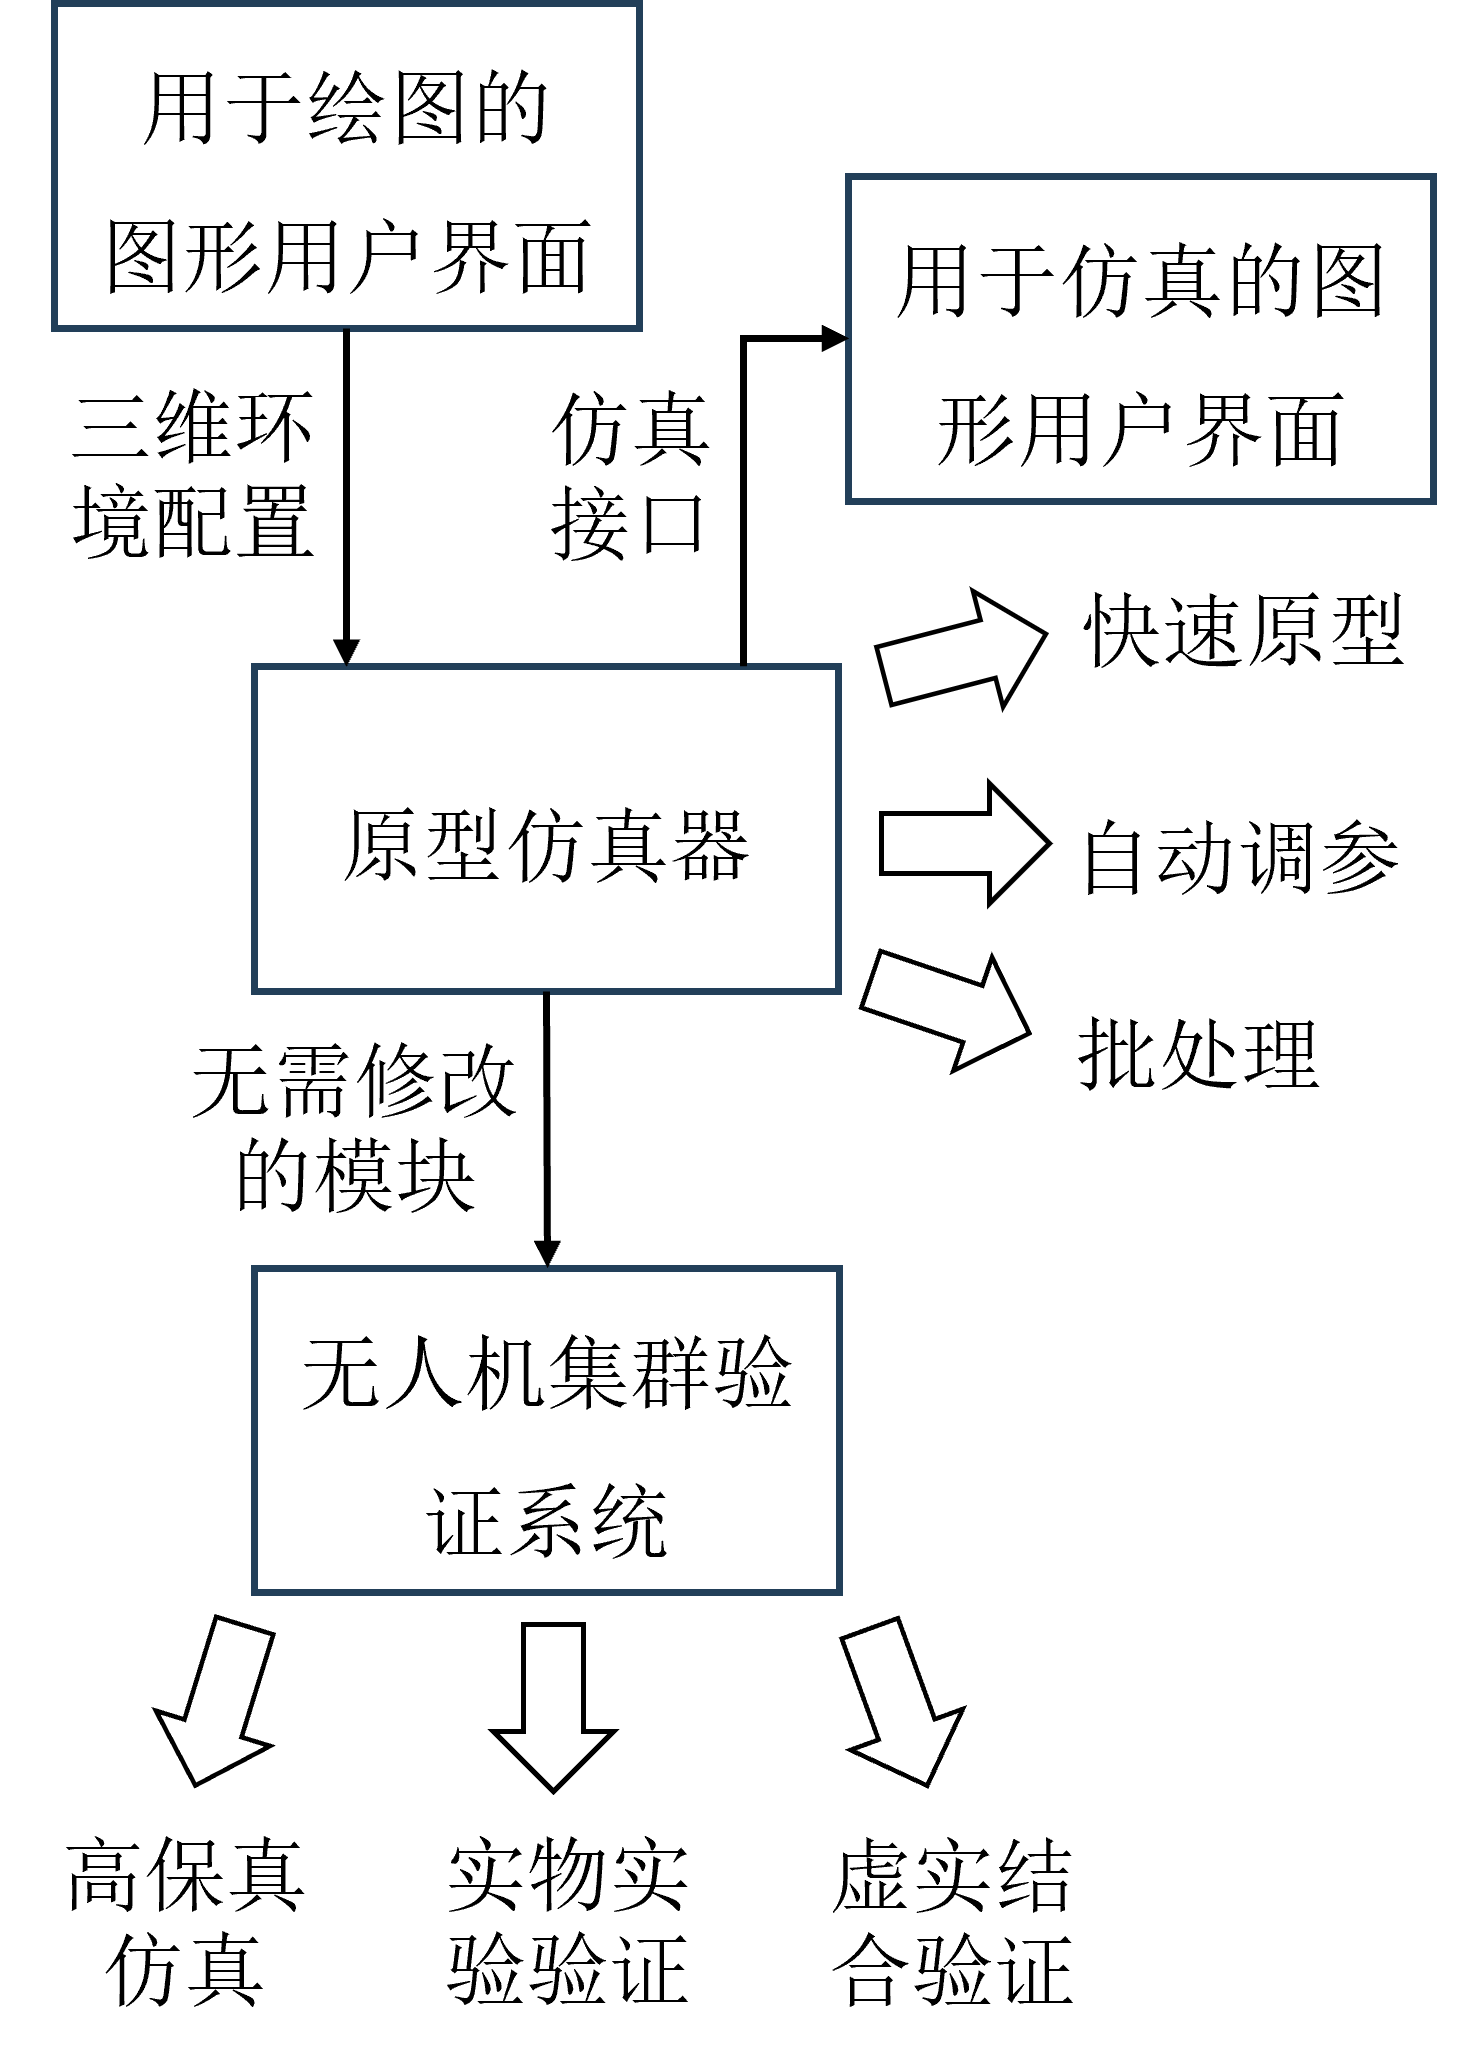 用于绘图的
图形用户界面
用于仿真的图
形用户界面
三维环
境配置
仿真
接口
快速原型
原型仿真器
自动调参
批处理
无需修改
的模块
无人机集群验
证系统
高保真
仿真
实物实
验验证
虚实结
合验证